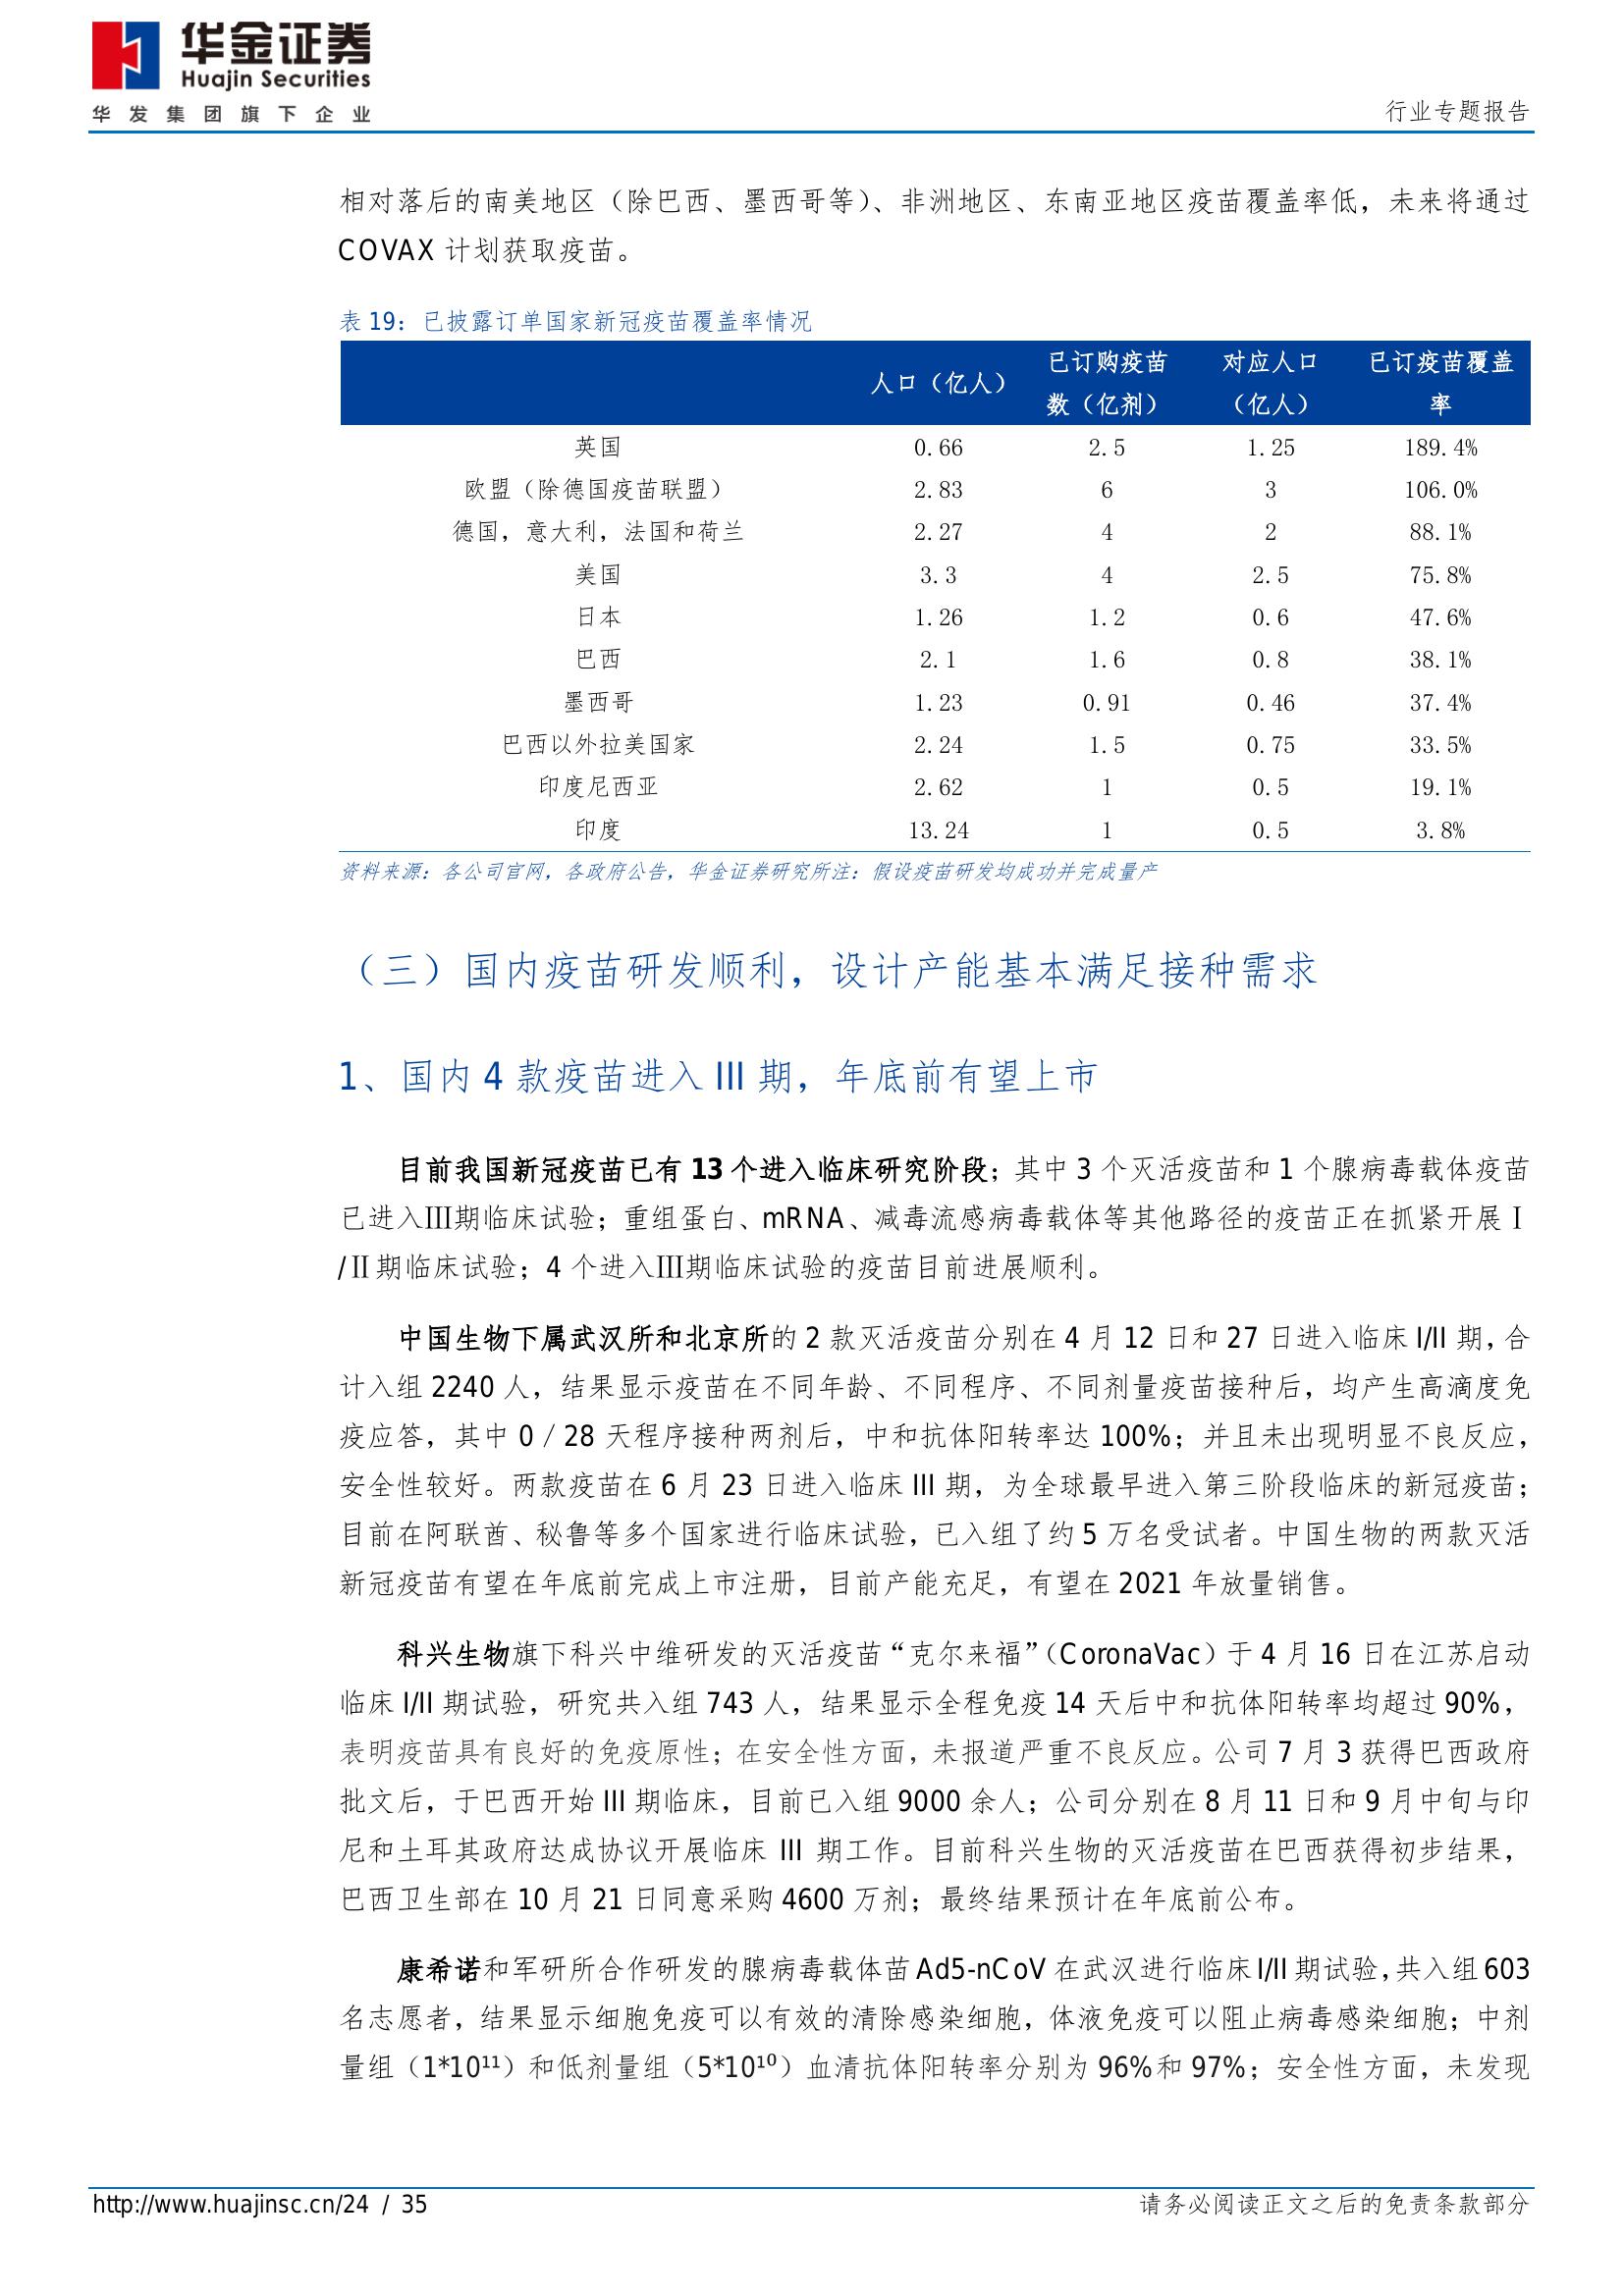 华金证券
Huajin Securities
华发集团旗下企业
行业专题报告
相对落后的南美地区（除巴西、墨西哥等）、非洲地区、东南亚地区疫苗覆盖率低，未来将通过
COVAX 计划获取疫苗。
表 19：已披露订单国家新冠疫苗覆盖率情况
人口（亿人） 已订购疫苗数（亿剂） 对应人口（亿人） 已订疫苗覆盖率
英国 0.66 2.5 1.25 189.4%
欧盟（除德国疫苗联盟） 2.83 6 3 106.0%
德国，意大利，法国和荷兰 2.27 4 2 88.1%
美国 3.3 4 2.5 75.8%
日本 1.26 1.2 0.6 47.6%
巴西 2.1 1.6 0.8 38.1%
墨西哥 1.23 0.91 0.46 37.4%
巴西以外拉美国家 2.24 1.5 0.75 33.5%
印度尼西亚 2.62 1 0.5 19.1%
印度 13.24 1 0.5 3.8%
资料来源：各公司官网，各政府公告，华金证券研究所注：假设疫苗研发均成功并完成量产
（三）国内疫苗研发顺利，设计产能基本满足接种需求
1、国内 4 款疫苗进入 III 期，年底前有望上市
目前我国新冠疫苗已有 13 个进入临床研究阶段；其中 3 个灭活疫苗和 1 个腺病毒载体疫苗
已进入Ⅲ期临床试验；重组蛋白、mRNA、减毒流感病毒载体等其他路径的疫苗正在抓紧开展Ⅰ
/Ⅱ期临床试验；4 个进入Ⅲ期临床试验的疫苗目前进展顺利。
中国生物下属武汉所和北京所的 2 款灭活疫苗分别在 4 月 12 日和 27 日进入临床 I/II 期，合
计入组 2240 人，结果显示疫苗在不同年龄、不同程序、不同剂量疫苗接种后，均产生高滴度免
疫应答，其中 0／28 天程序接种两剂后，中和抗体阳转率达 100%；并且未出现明显不良反应，
安全性较好。两款疫苗在 6 月 23 日进入临床 III 期，为全球最早进入第三阶段临床的新冠疫苗；
目前在阿联酋、秘鲁等多个国家进行临床试验，已入组了约 5 万名受试者。中国生物的两款灭活
新冠疫苗有望在年底前完成上市注册，目前产能充足，有望在 2021 年放量销售。
科兴生物旗下科兴中维研发的灭活疫苗“克尔来福”（CoronaVac）于 4 月 16 日在江苏启动
临床 I/II 期试验，研究共入组 743 人，结果显示全程免疫 14 天后中和抗体阳转率均超过 90%，
表明疫苗具有良好的免疫原性；在安全性方面，未报道严重不良反应。公司 7 月 3 获得巴西政府
批文后，于巴西开始 III 期临床，目前已入组 9000 余人；公司分别在 8 月 11 日和 9 月中旬与印
尼和土耳其政府达成协议开展临床 III 期工作。目前科兴生物的灭活疫苗在巴西获得初步结果，
巴西卫生部在 10 月 21 日同意采购 4600 万剂；最终结果预计在年底前公布。
康希诺和军研所合作研发的腺病毒载体苗 Ad5-nCoV 在武汉进行临床 I/II 期试验，共入组 603
名志愿者，结果显示细胞免疫可以有效的清除感染细胞，体液免疫可以阻止病毒感染细胞；中剂
量组（1*10¹¹）和低剂量组（5*10¹⁰）血清抗体阳转率分别为 96%和 97%；安全性方面，未发现
http://www.huajinsc.cn/24 / 35
请务必阅读正文之后的免责条款部分